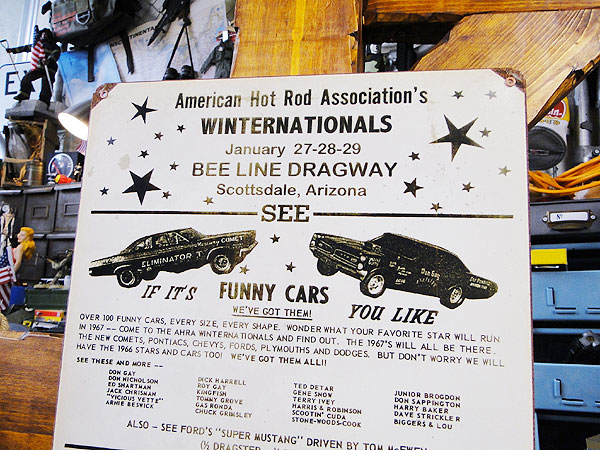 American Hot Rod Association's
WINTERNATIONALS
January 27-28-29
BEE LINE DRAGWAY
Scottsdale, Arizona
SEE
ELIMINATOR I
Mercury COMET
Don Gay
IF IT'S FUNNY CARS YOU LIKE
WE'VE GOT THEM!
OVER 100 FUNNY CARS, EVERY SIZE, EVERY SHAPE. WONDER WHAT YOUR FAVORITE STAR WILL RUN
IN 1967 -- COME TO THE AHRA WINTERNATIONALS AND FIND OUT. THE 1967'S WILL ALL BE THERE.
THE NEW COMETS, PONTIACS, CHEVYS, FORDS, PLYMOUTHS AND DODGES. BUT DON'T WORRY WE WILL
HAVE THE 1966 STARS AND CARS TOO! WE'VE GOT THEM ALL!!
SEE THESE AND MORE --
DON GAY
DON NICHOLSON
ED SHARTMAN
JACK CHRISMAN
"VICIOUS VETTE"
ARNIE BESWICK
DICK HARRELL
ROY GAY
KINGFISH
TOMMY GROVE
GAS RONDA
CHUCK GRIMSLEY
TED DETAR
GENE SNOW
TERRY IVEY
HARRIS & ROBINSON
SCOOTIN' CUDA
STONE-WOODS-COOK
JUNIOR BROGDON
DON SAPPINGTON
HARRY BAKER
DAVE STRICKLER
BIGGERS & LOU
ALSO - SEE FORD'S "SUPER MUSTANG" DRIVEN BY TOM McEWEN